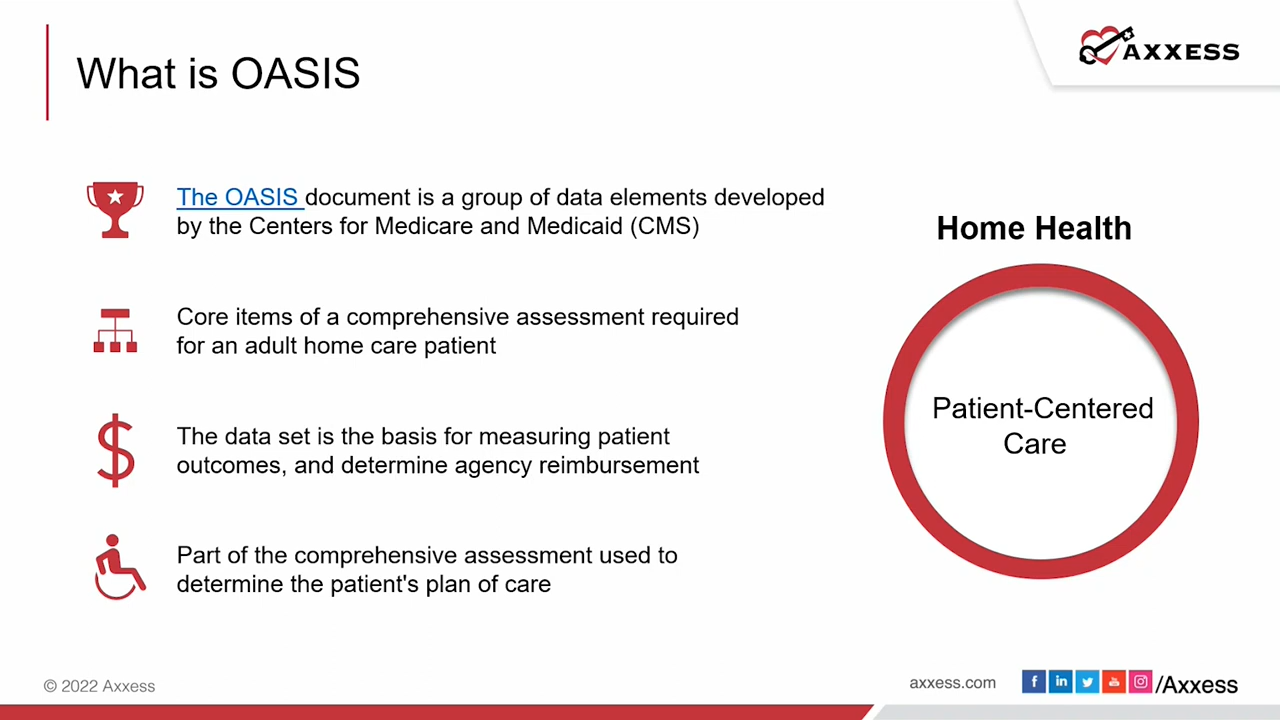 What is OASIS
AXXESS
The OASIS document is a group of data elements developed
by the Centers for Medicare and Medicaid (CMS)
Core items of a comprehensive assessment required
for an adult home care patient
The data set is the basis for measuring patient
outcomes, and determine agency reimbursement
Part of the comprehensive assessment used to
determine the patient's plan of care
Home Health
Patient-Centered
Care
© 2022 Axxess
axxess.com
/Axxess